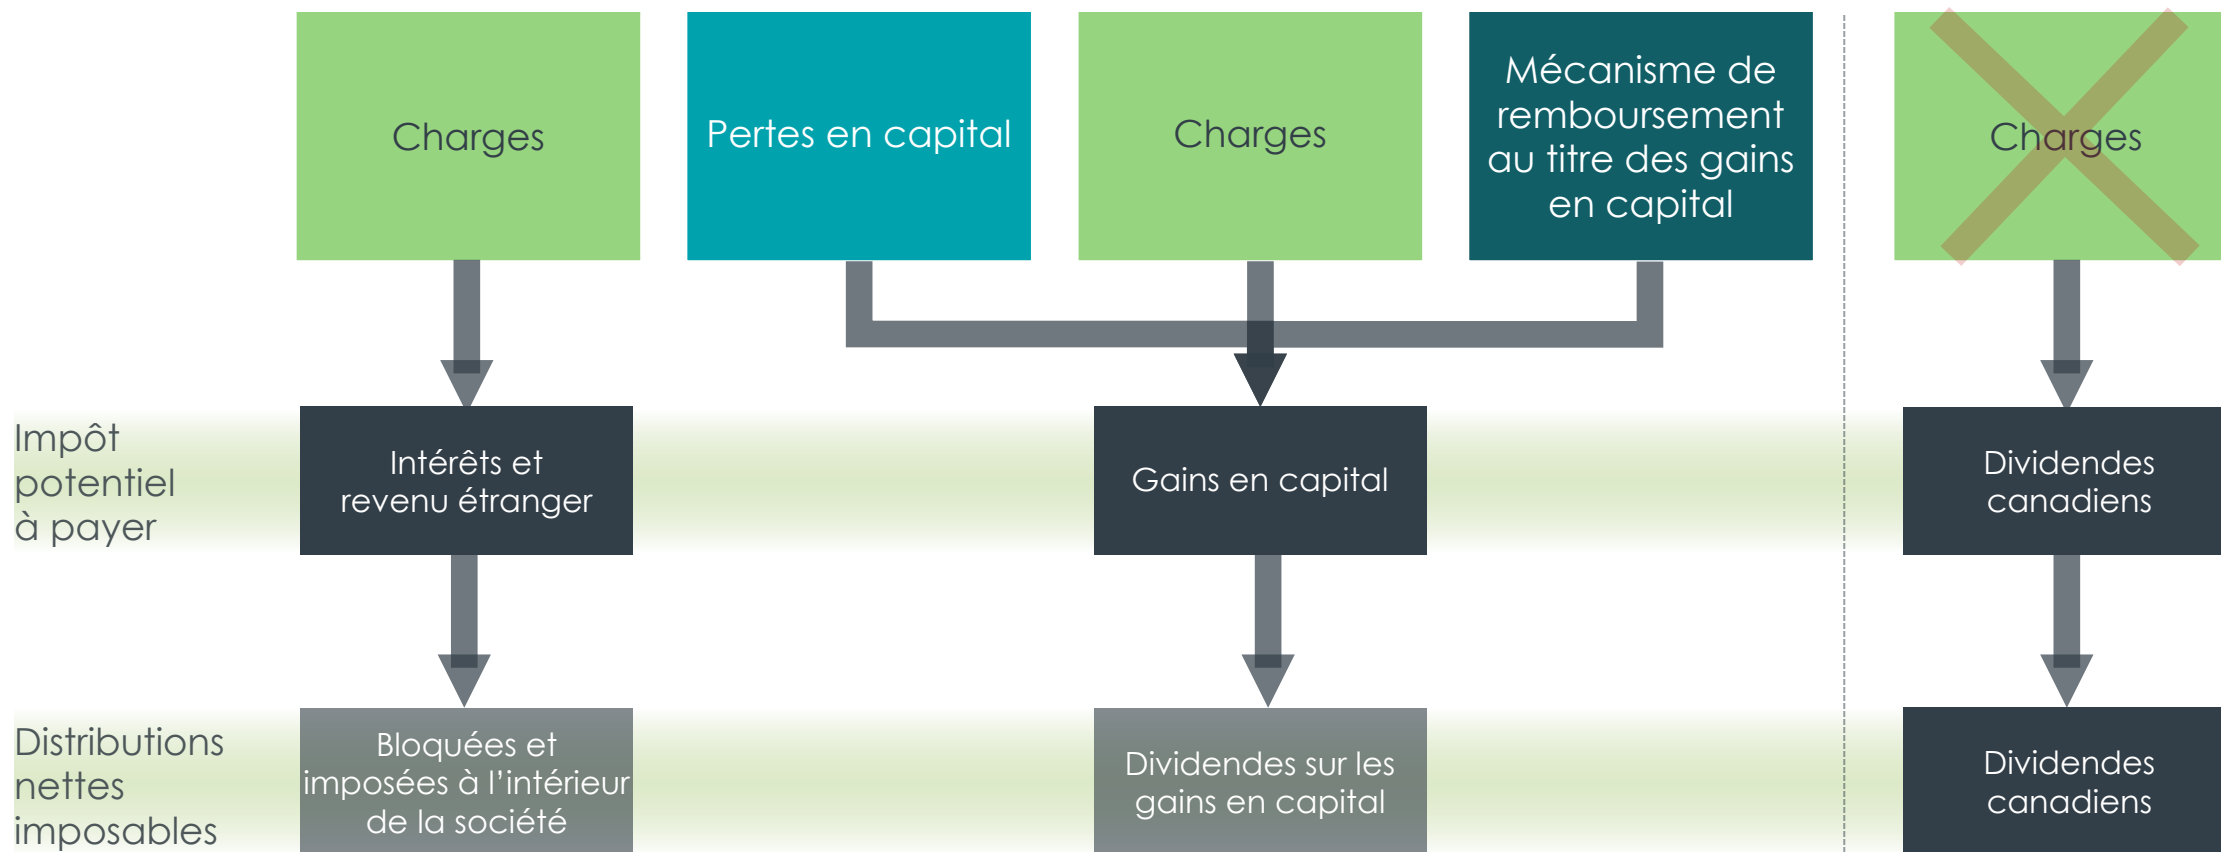 Charges
Pertes en capital
Charges
Mécanisme de
remboursement
au titre des gains
en capital
Charges
Impôt
potentiel
à payer
Intérêts et
revenu étranger
Gains en capital
Dividendes
canadiens
Distributions
nettes
imposables
Bloquées et
imposées à l’intérieur
de la société
Dividendes sur les
gains en capital
Dividendes
canadiens